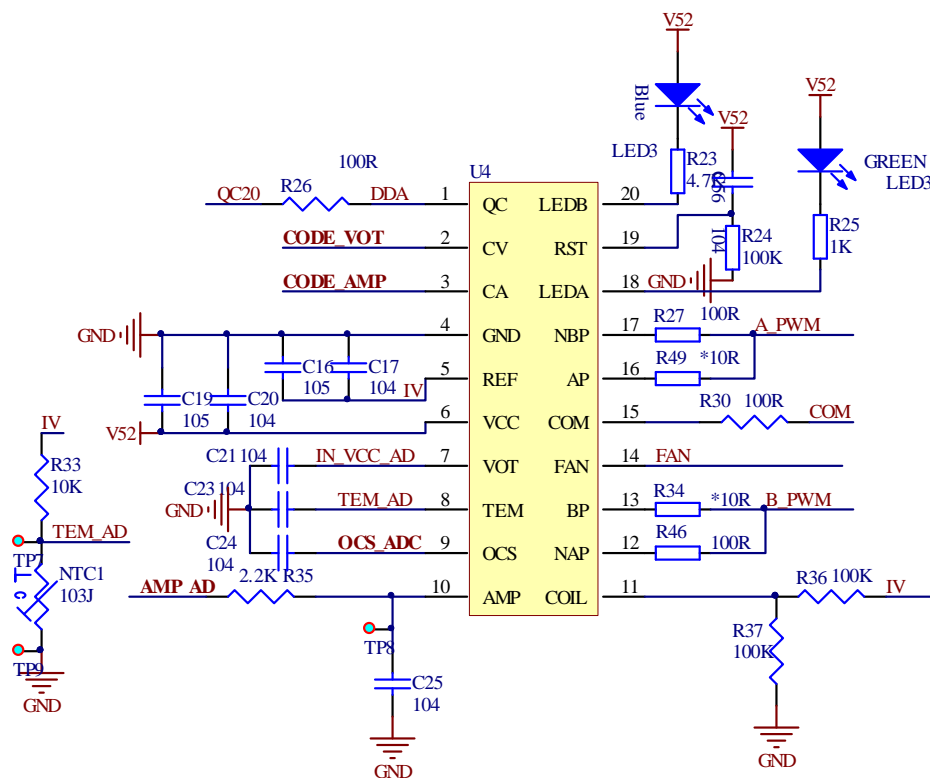 V52
Blue
LED3
R23
4.7K
V52
C56
104
R24
100K
GND
V52
GREEN
LED3
R25
1K
U4
100R
QC20
R26
DDA
1
QC
LEDB
20
CODE_VOT
2
CV
RST
19
CODE_AMP
3
CA
LEDA
18
GND
4
GND
NBP
17
R27
100R
A_PWM
C16
105
C17
104
IV
5
REF
AP
16
R49
*10R
C19
105
C20
104
V52
6
VCC
COM
15
R30
100R
COM
C21
104
IN_VCC_AD
7
VOT
FAN
14
FAN
GND
C23
104
TEM_AD
8
TEM
BP
13
R34
*10R
B_PWM
C24
104
OCS_ADC
9
OCS
NAP
12
R46
100R
AMP_AD
2.2K
R35
10
AMP
COIL
11
R36
100K
IV
R37
100K
GND
TP8
C25
104
GND
IV
R33
10K
TEM_AD
TP7
NTC1
103J
TP9
GND